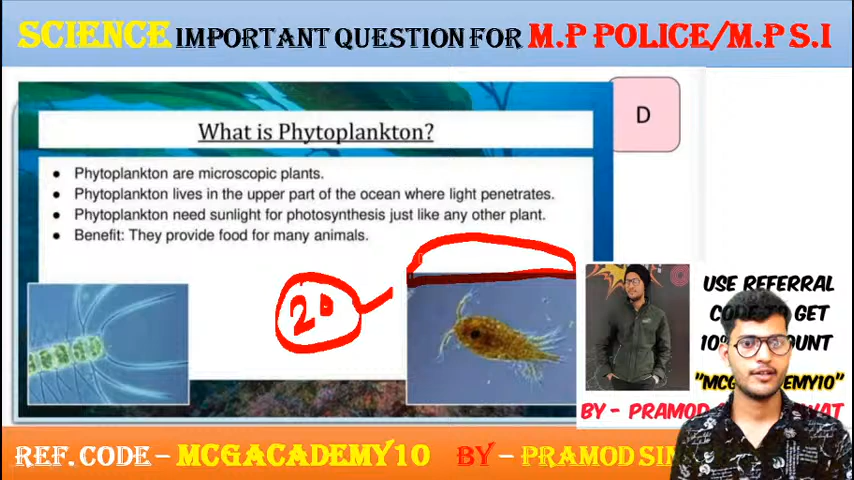 SCIENCE IMPORTANT QUESTION FOR M.P POLICE/M.P S.I
D
What is Phytoplankton?
Phytoplankton are microscopic plants.
Phytoplankton lives in the upper part of the ocean where light penetrates.
Phytoplankton need sunlight for photosynthesis just like any other plant.
Benefit: They provide food for many animals.
USE REFERRAL
GET
10
BY - PRAMOD
REF. CODE - MCGACADEMY10 BY - PRAMOD